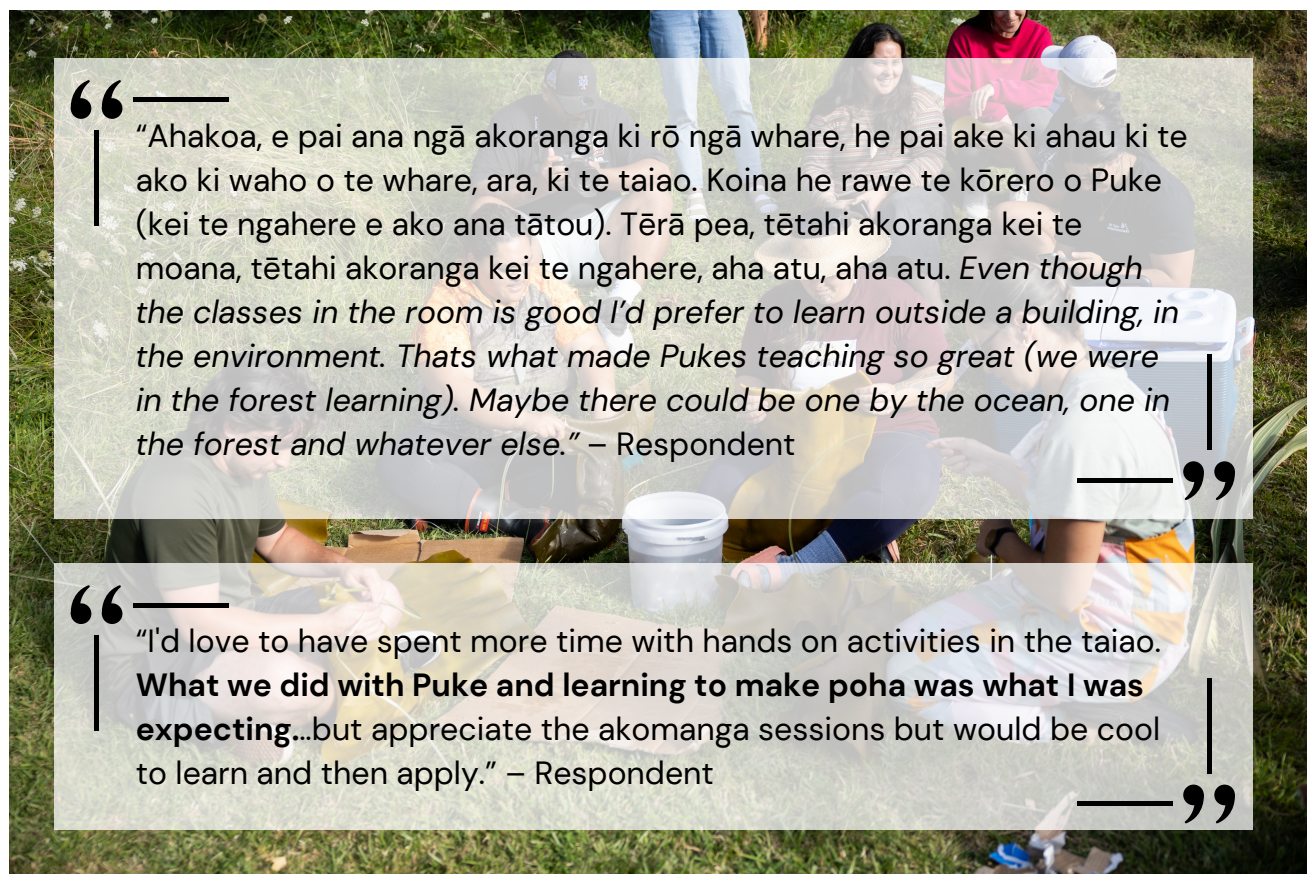 “Ahakoa, e pai ana ngā akoranga ki rō ngā whare, he pai ake ki ahau ki te
ako ki waho o te whare, ara, ki te taiao. Koina he rawe te kōrero o Puke
(kei te ngahere e ako ana tātou). Tērā pea, tētahi akoranga kei te
moana, tētahi akoranga kei te ngahere, aha atu, aha atu. Even though
the classes in the room is good I’d prefer to learn outside a building, in
the environment. Thats what made Pukes teaching so great (we were
in the forest learning). Maybe there could be one by the ocean, one in
the forest and whatever else.” – Respondent
“I'd love to have spent more time with hands on activities in the taiao.
What we did with Puke and learning to make poha was what I was
expecting...but appreciate the akomanga sessions but would be cool
to learn and then apply.” – Respondent